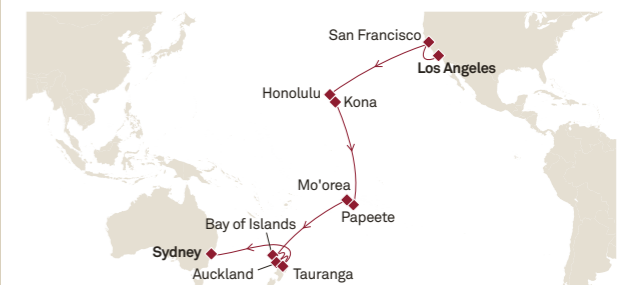 San Francisco
Los Angeles
Honolulu
Kona
Mo'orea
Papeete
Bay of Islands
Sydney
Auckland
Tauranga